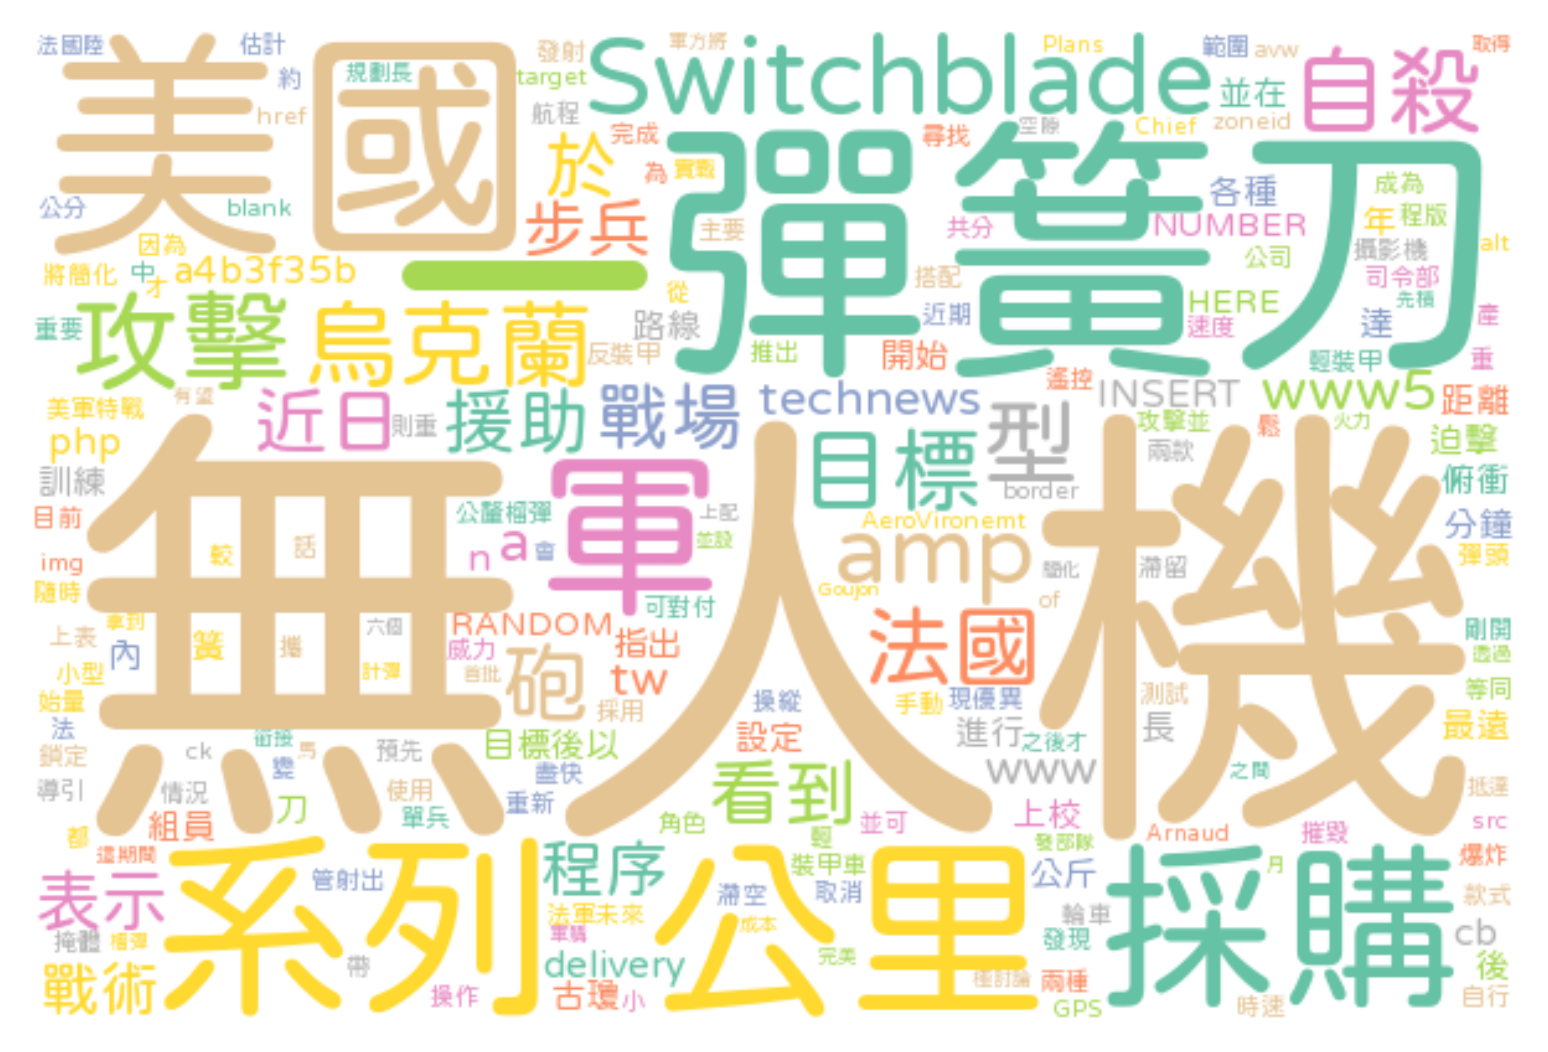 法國陸 估計 發射 軍方將 Plans 範圍 avw 取得
美國 規劃長 約 target Switchblade 並在 自殺
href 航程 完成 空隙 Chief zoneid
於 為 實戰 尋找 彈簧刀 各種 成為
公分 blank 步兵 主要 共分 NUMBER 年 程版
因為 攝影機 alt
將簡化 中 才 a4b3f35b 一 從 搭配 公司 司令部
重要 攻擊 烏克蘭 路線 近期 HERE 速度 達 先積 產
反裝甲 推出 開始 輕裝甲 重
美軍特戰 有望 近日 援助 戰場 technews 遙控 INSERT www5 距離
php 則重 目標 型 攻擊並 鬆 火力 迫擊
訓練 兩款 俯衝
無人機 border
目前 公釐榴彈 軍 上配 AeroVironemt 分鐘
img 較 話 n a 會 並設 amp 簡化 滯留 彈頭
隨時 Goujon
拿到 可對付 of
上表 內 簧 攜 六個 RANDOM 指出 法國 剛開
小型 計彈 威力 首批 砲 tw 透過
始量 採用 操縱 手動 現優異 測試 等同
法 銜接 設定 進行 之後才 長 最遠
鎖定 ck 馬 預先 目標後以
導引 變 情況 使用 盡快 看到 www 之間 抵達
組員 刀 單兵 重新 角色 並可 上校 src
都 這期間 輕 發部隊 Arnaud 摧毀 爆炸
系列 程序 公里 採購 月
表示 管射出 裝甲車 公斤 款式
滯空 取消
掩體 榴彈 法軍未來 成本 輪車 cb
軍購 發現
戰術 帶 delivery 完美 後
操作 古瓊 小 極討論 兩種 GPS 時速 自行